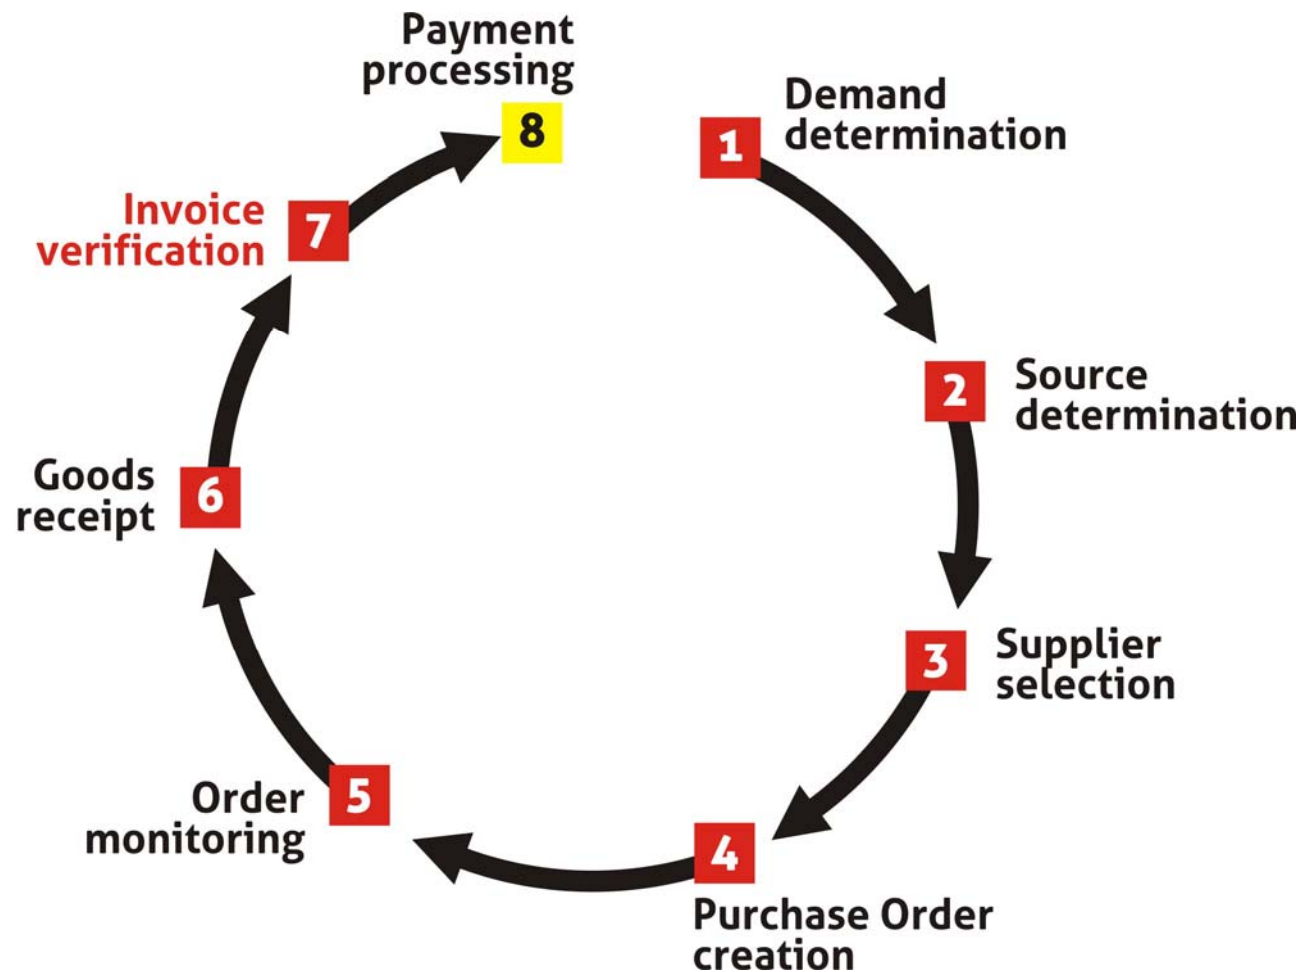 1
Demand
determination
2
Source
determination
3
Supplier
selection
4
Purchase Order
creation
5
Order
monitoring
6
Goods
receipt
7
Invoice
verification
8
Payment
processing